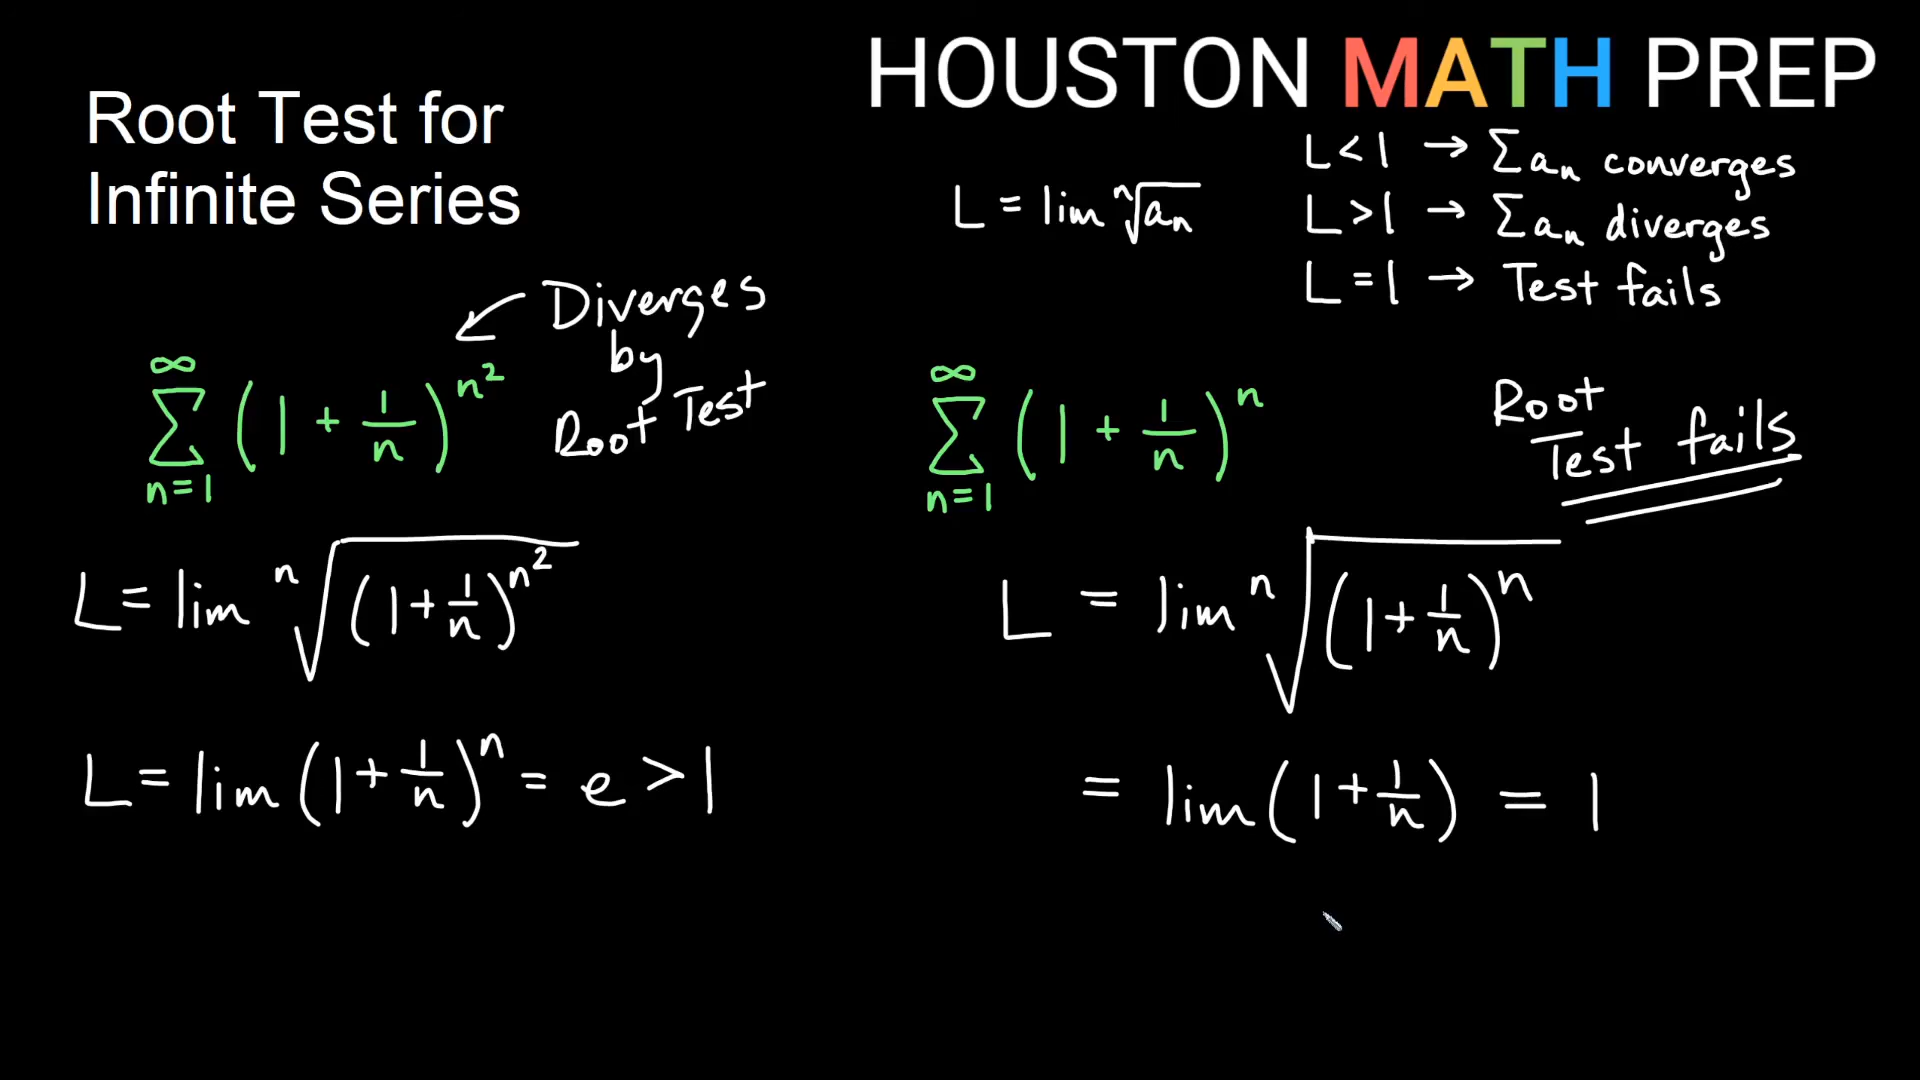 HOUSTON MATH PREP
Root Test for
Infinite Series
L = lim ⁿ√aₙ
L < 1 → Σaₙ converges
L > 1 → Σaₙ diverges
L = 1 → Test fails
Diverges
by
Root Test
∞
Σ (1 + 1/n)^n²
n=1
L = lim ⁿ√(1 + 1/n)^n²
L = lim (1 + 1/n)^n = e > 1
∞
Σ (1 + 1/n)^n
n=1
Root
Test fails
L = lim ⁿ√(1 + 1/n)^n
= lim (1 + 1/n) = 1